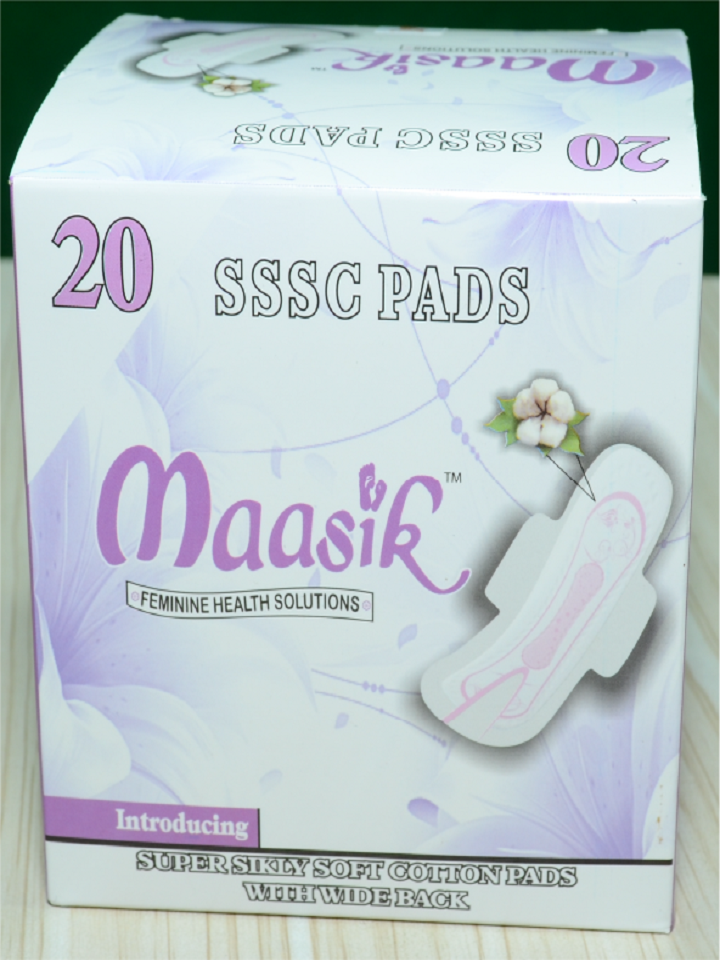 [FEMININE HEALTH SOLUTIONS]
Maasik™
20 SSSC PADS
20 SSSC PADS
Maasik™
FEMININE HEALTH SOLUTIONS
Introducing
SUPER SIKLY SOFT COTTON PADS
WITH WIDE BACK